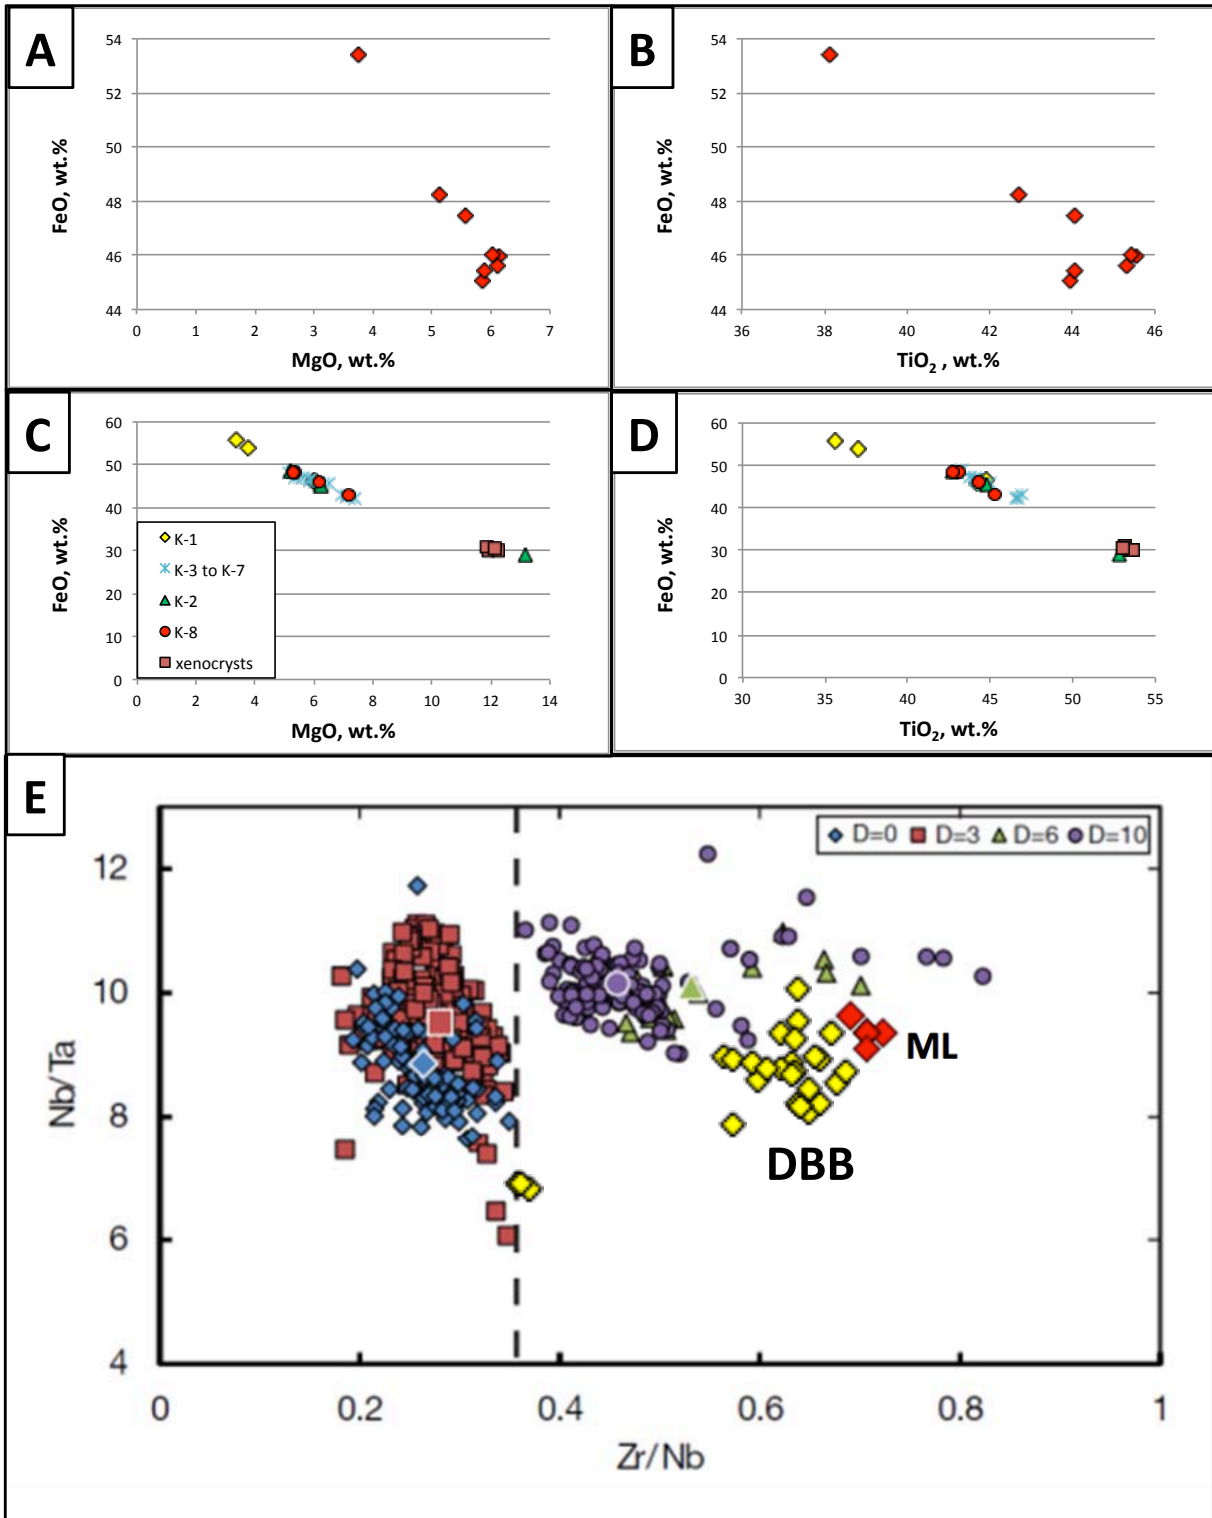 A
54
52
50
48
46
44
FeO, wt.%
0 1 2 3 4 5 6 7
MgO, wt.%
B
54
52
50
48
46
44
FeO, wt.%
36 38 40 42 44 46
TiO2 , wt.%
C
60
50
40
30
20
10
0
FeO, wt.%
K-1
K-3 to K-7
K-2
K-8
xenocrysts
0 2 4 6 8 10 12 14
MgO, wt.%
D
60
50
40
30
20
10
0
FeO, wt.%
30 35 40 45 50 55
TiO2, wt.%
E
D=0 D=3 D=6 D=10
12
10
8
6
4
Nb/Ta
ML
DBB
0 0.2 0.4 0.6 0.8 1
Zr/Nb